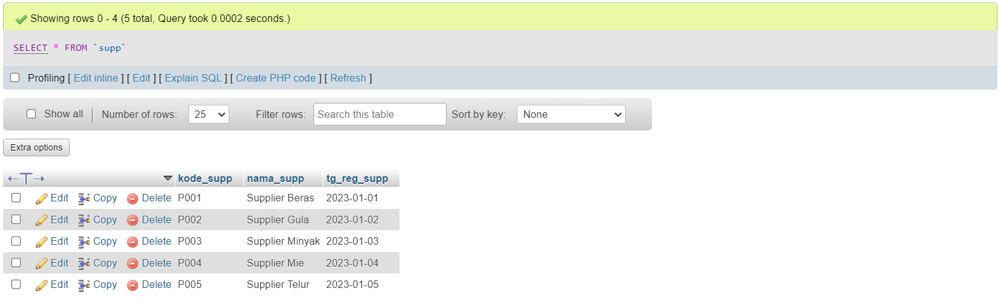 Showing rows 0 - 4 (5 total, Query took 0.0002 seconds.)
SELECT * FROM `supp`
Profiling [ Edit inline ] [ Edit ] [ Explain SQL ] [ Create PHP code ] [ Refresh ]
Show all Number of rows: 25 Filter rows: Search this table Sort by key: None
Extra options
kode_supp nama_supp tg_reg_supp
Edit Copy Delete P001 Supplier Beras 2023-01-01
Edit Copy Delete P002 Supplier Gula 2023-01-02
Edit Copy Delete P003 Supplier Minyak 2023-01-03
Edit Copy Delete P004 Supplier Mie 2023-01-04
Edit Copy Delete P005 Supplier Telur 2023-01-05